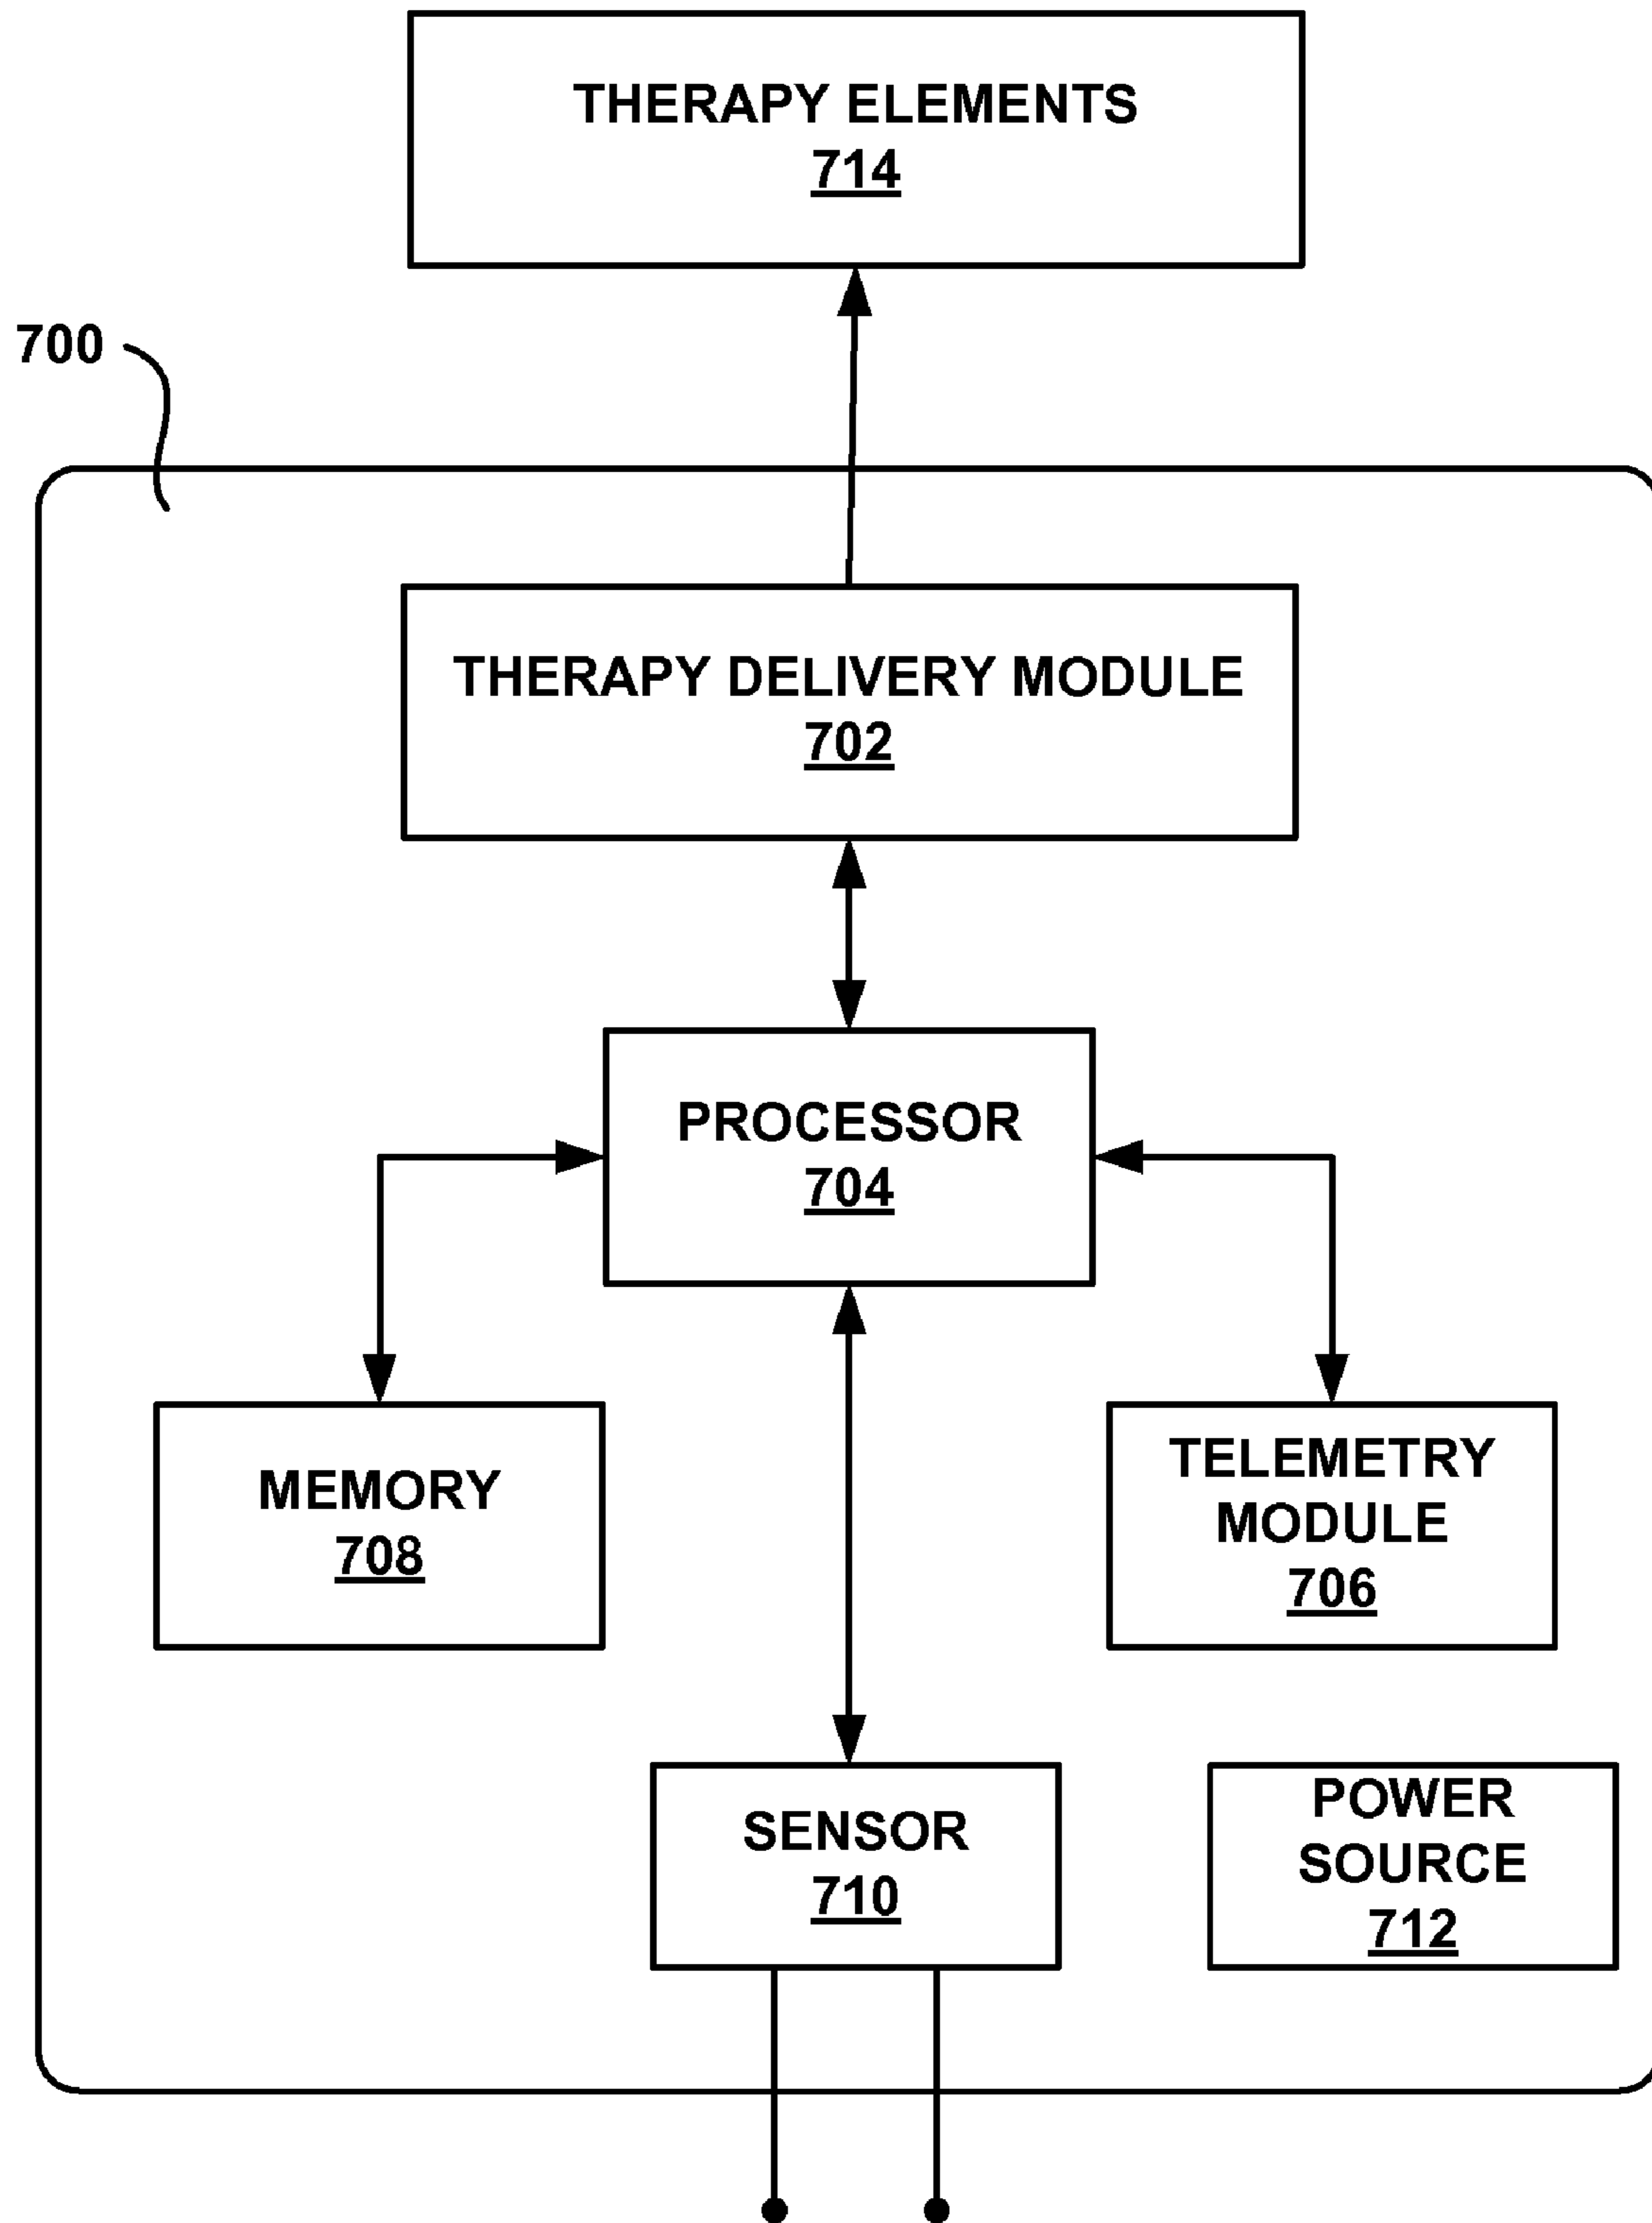 THERAPY ELEMENTS
714
700
THERAPY DELIVERY MODULE
702
PROCESSOR
704
MEMORY
708
TELEMETRY
MODULE
706
SENSOR
710
POWER
SOURCE
712